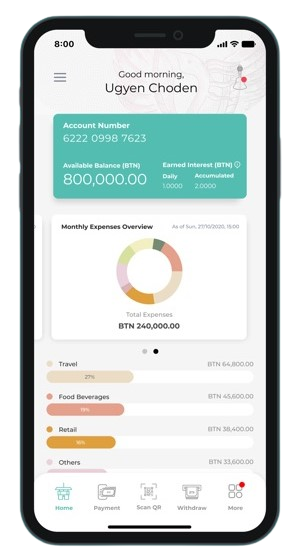 8:00
Good morning,
Ugyen Choden
Account Number
6222 0998 7623
Available Balance (BTN)
800,000.00
Earned Interest (BTN)
Daily
Accumulated
1.0000
2.0000
Monthly Expenses Overview
As of Sun, 27/10/2020, 15:00
Total Expenses
BTN 240,000.00
Travel
BTN 64,800.00
27%
Food Beverages
BTN 45,600.00
19%
Retail
BTN 38,400.00
16%
Others
BTN 33,600.00
Home
Payment
Scan QR
Withdraw
More